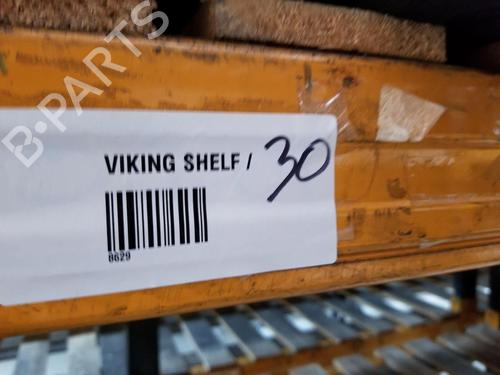 B-PARTS
VIKING SHELF / 30
8629